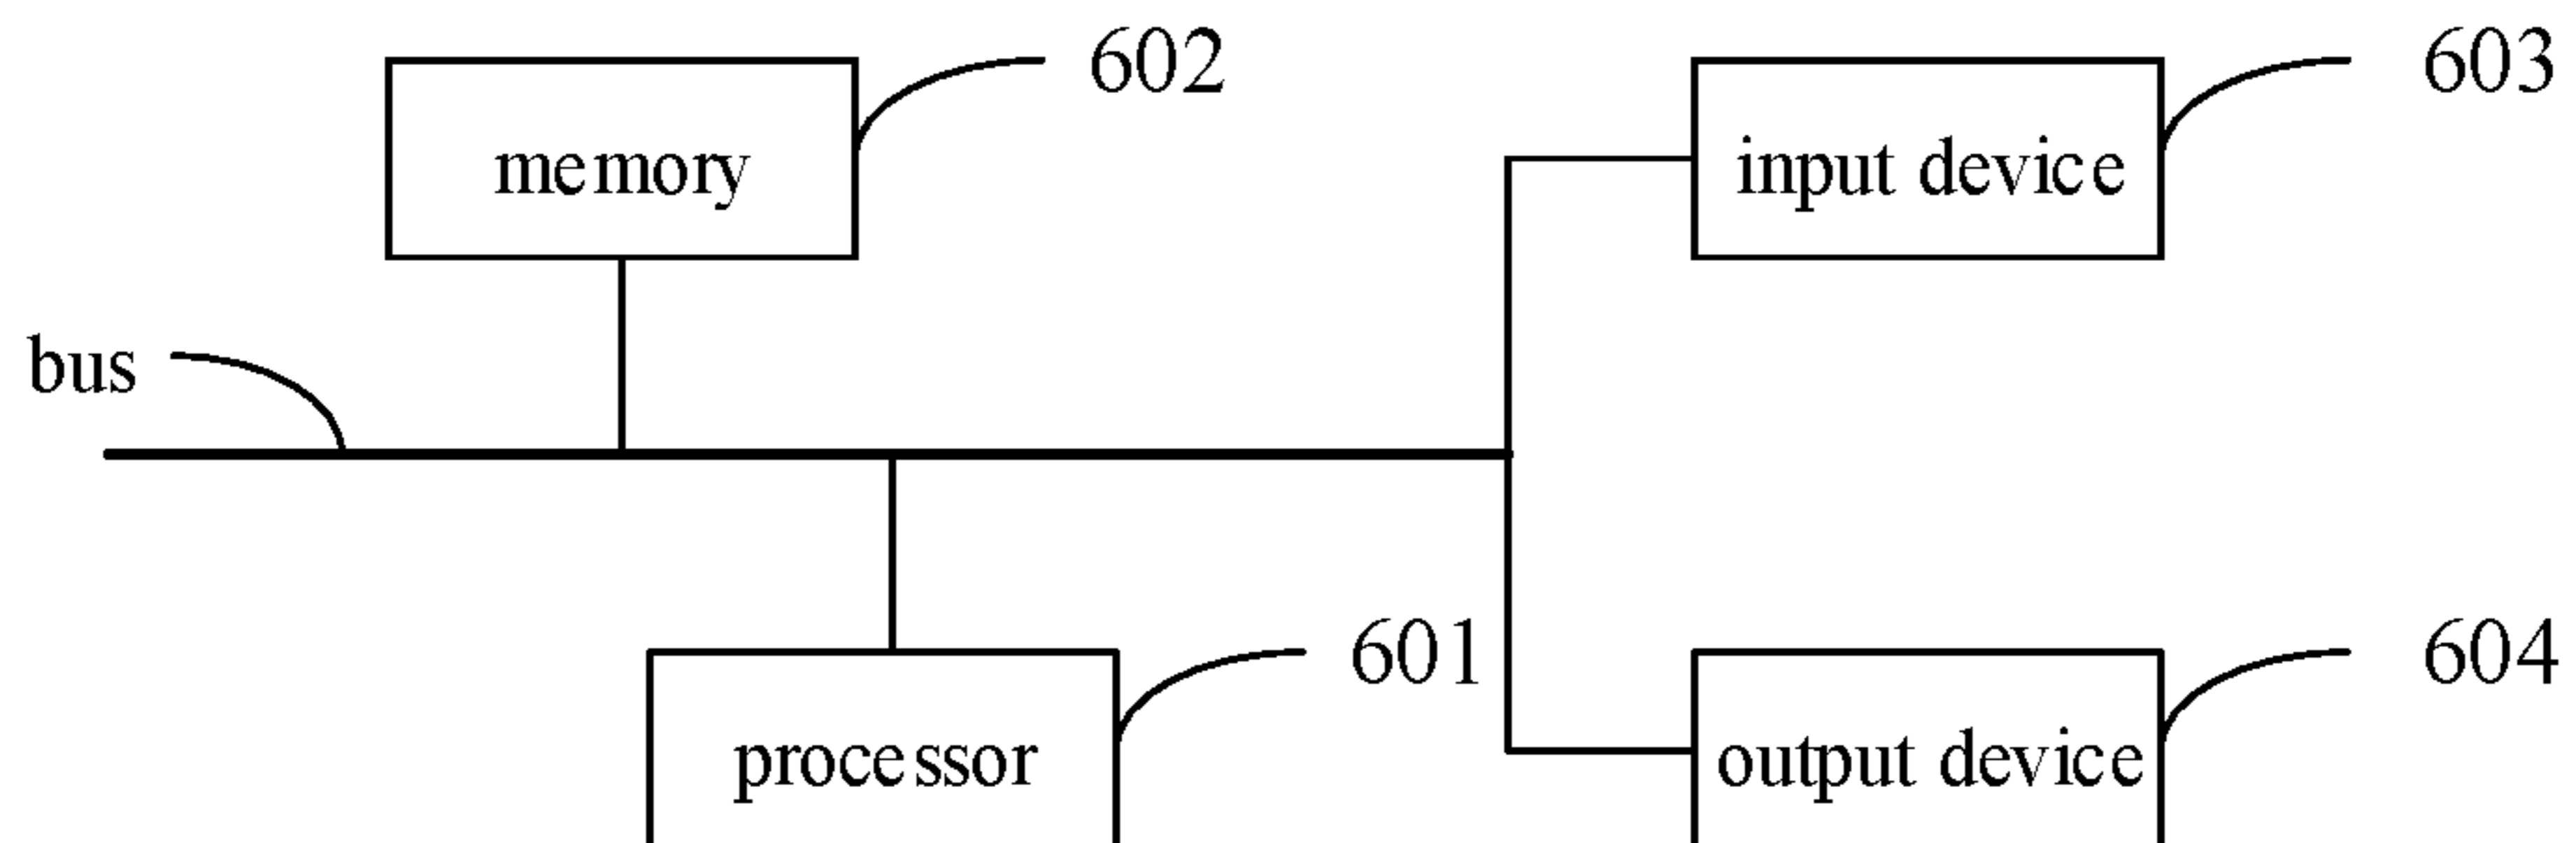 602
603
memory
input device
bus
601
604
processor
output device